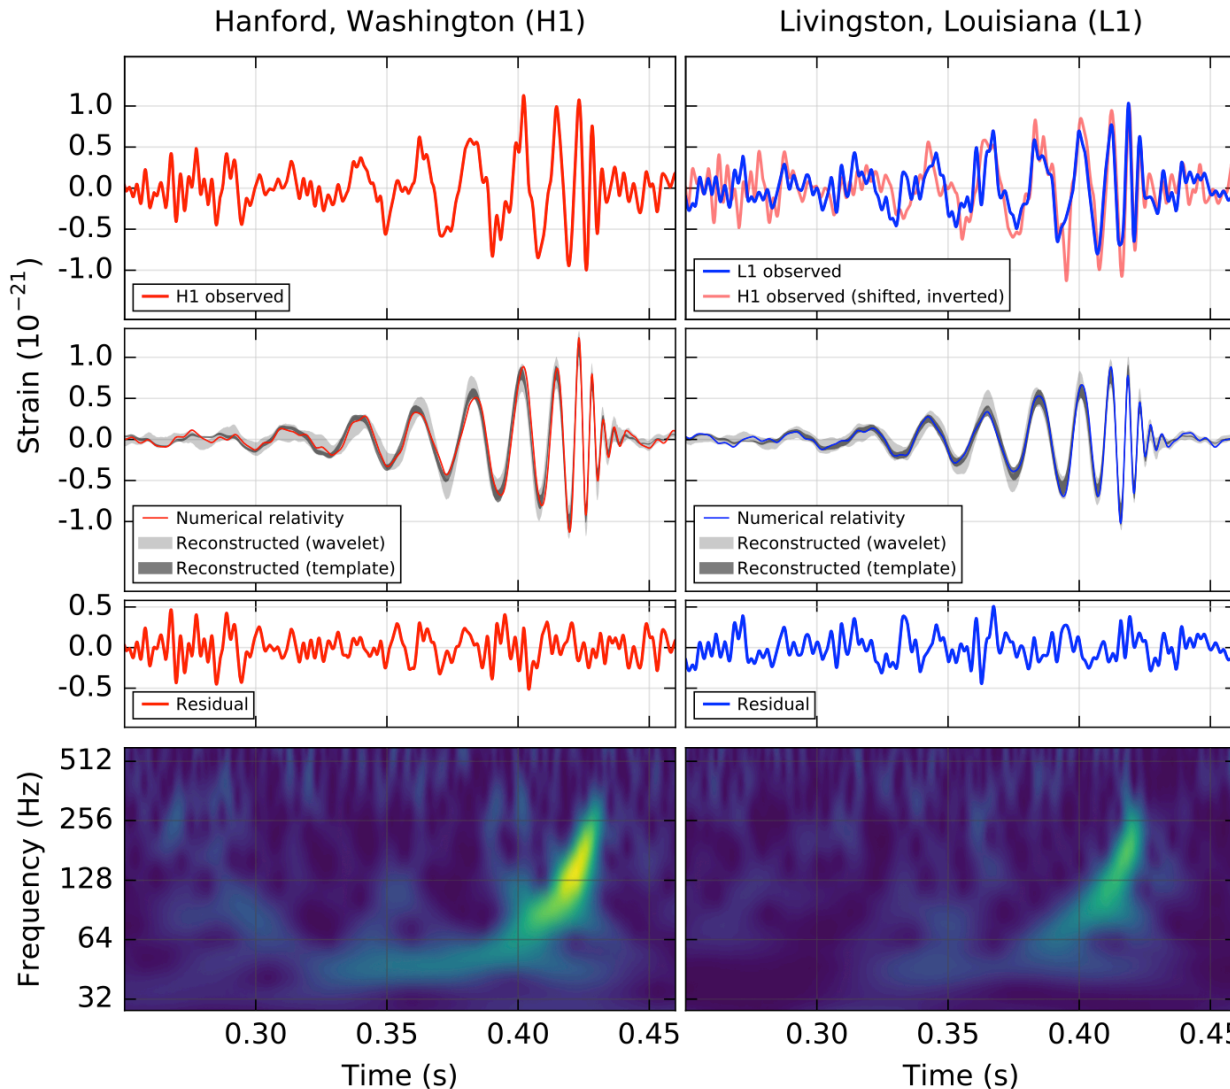 Hanford, Washington (H1)
Livingston, Louisiana (L1)
Strain (10⁻²¹)
1.0
0.5
0.0
-0.5
-1.0
H1 observed
L1 observed
H1 observed (shifted, inverted)
1.0
0.5
0.0
-0.5
-1.0
Numerical relativity
Reconstructed (wavelet)
Reconstructed (template)
Numerical relativity
Reconstructed (wavelet)
Reconstructed (template)
0.5
0.0
-0.5
Residual
Residual
Frequency (Hz)
512
256
128
64
32
0.30
0.35
0.40
0.45
0.30
0.35
0.40
0.45
Time (s)
Time (s)